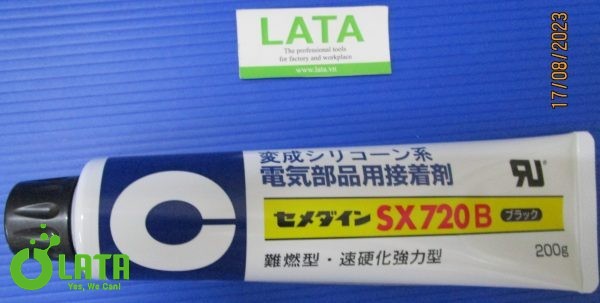 LATA
The professional tools
for factory and workplace
www.lata.vn
17/08/2023
変成シリコーン系
電気部品用接着剤
セメダイン SX720B ブラック
200g
難燃型・速硬化強力型
LATA
Yes, We Can!